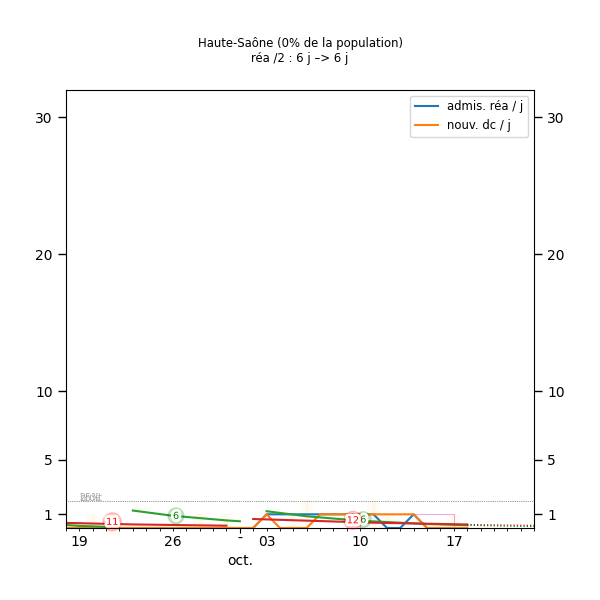 Haute-Saône (0% de la population)
réa /2 : 6 j –> 6 j
admis. réa / j
nouv. dc / j
30 30
20 20
10 10
5 5
1 1
11 6 12 6
19 26 - 03 10 17
oct.